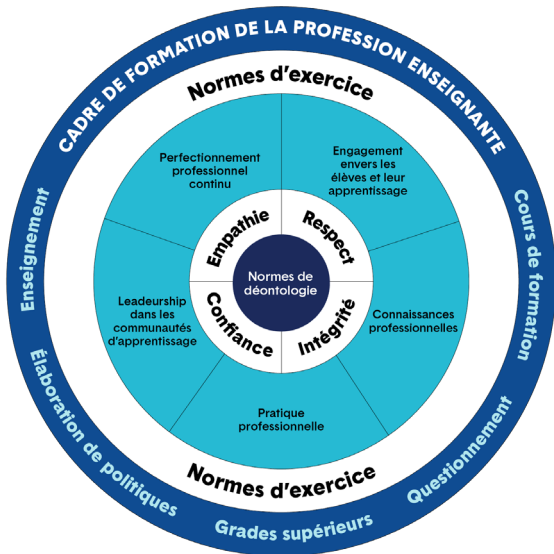 CADRE DE FORMATION DE LA PROFESSION ENSEIGNANTE
Normes d'exercice
Perfectionnement
professionnel
continu
Engagement
envers les
élèves et leur
apprentissage
Empathie
Respect
Enseignement
Cours de formation
Normes de
déontologie
Leadeurship
dans les
communautés
d'apprentissage
Connaissances
professionnelles
Confiance
Intégrité
Pratique
professionnelle
Élaboration de politiques
Questionnement
Normes d'exercice
Grades supérieurs